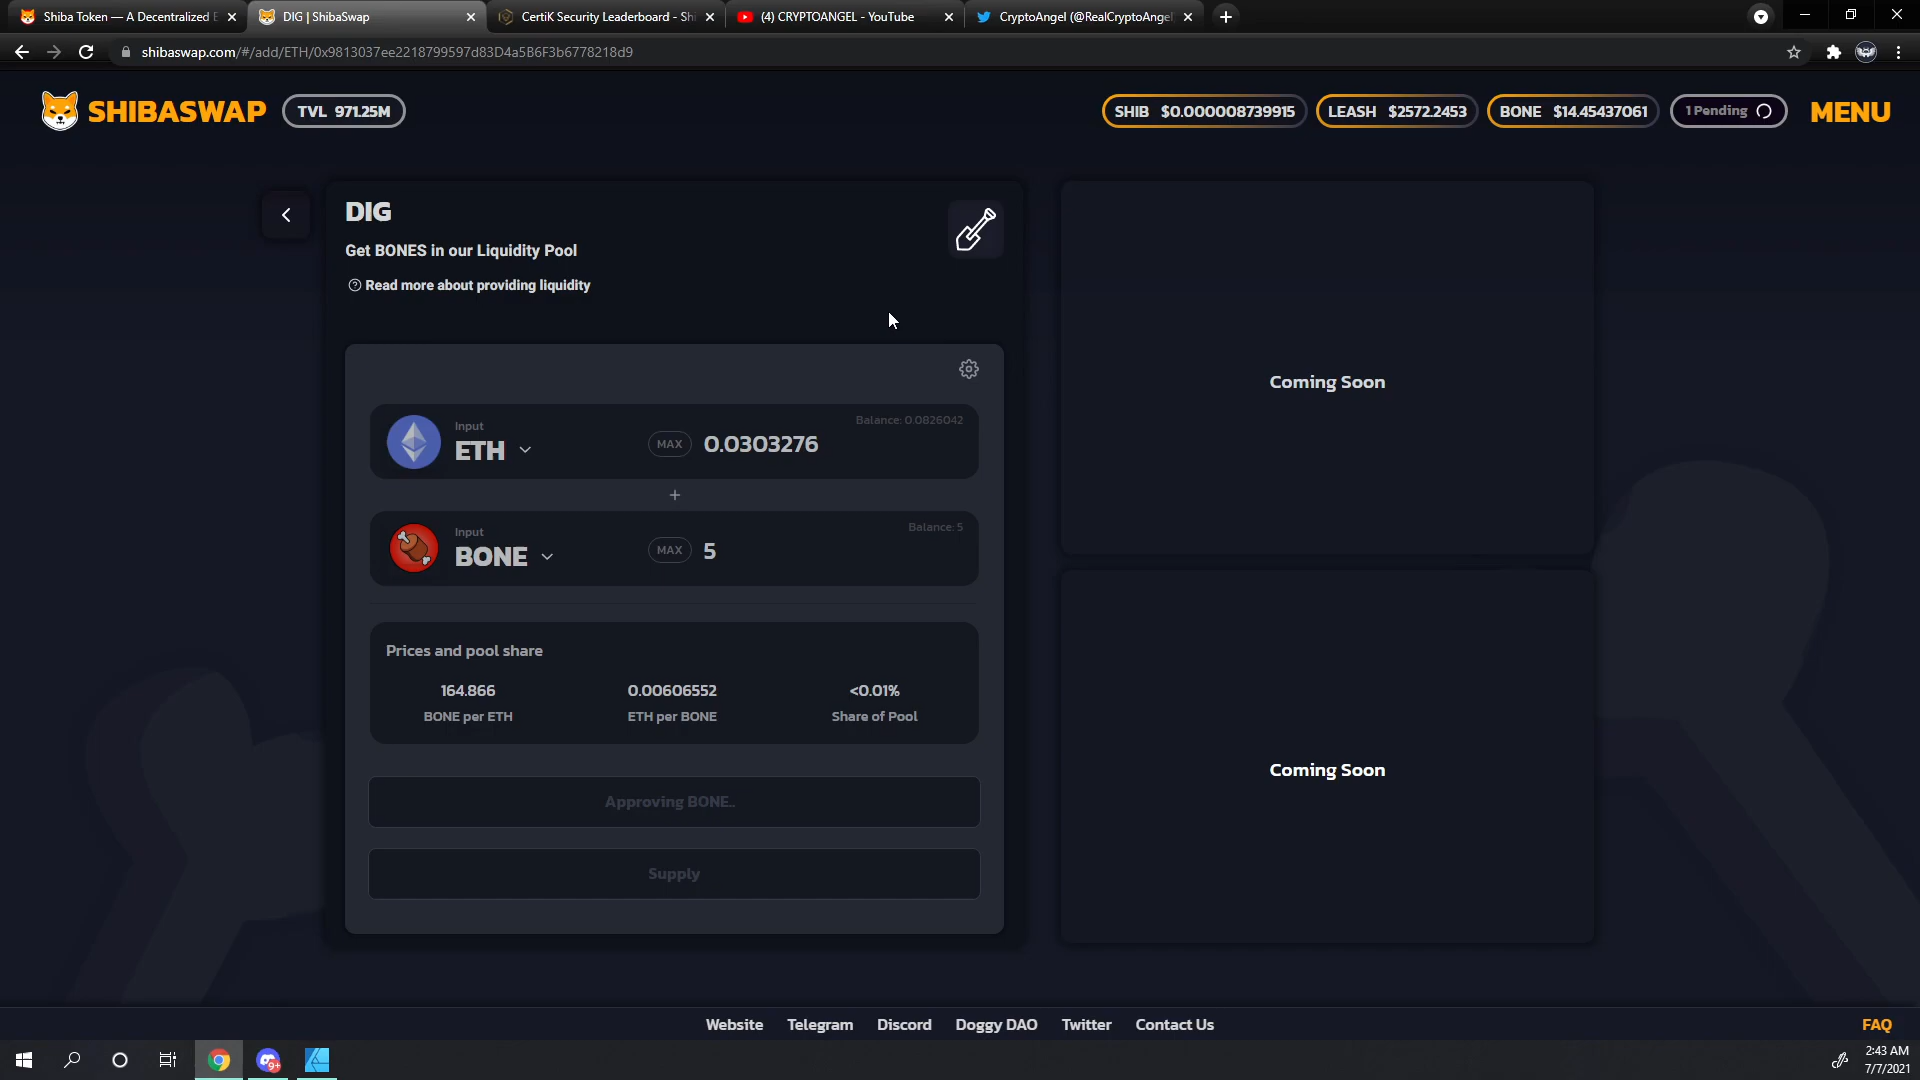 Shiba Token — A Decentralized E
DIG | ShibaSwap
CertiK Security Leaderboard - Shi
(4) CRYPTOANGEL - YouTube
CryptoAngel (@RealCryptoAngel
shibaswap.com/#/add/ETH/0x9813037ee2218799597d83D4a5B6F3b6778218d9
SHIBASWAP
TVL 971.25M
SHIB $0.000008739915
LEASH $2572.2453
BONE $14.45437061
1 Pending
MENU
DIG
Get BONES in our Liquidity Pool
Read more about providing liquidity
Balance: 0.0826042
Input
ETH
MAX
0.0303276
+
Balance: 5
Input
BONE
MAX
5
Prices and pool share
164.866
0.00606552
<0.01%
BONE per ETH
ETH per BONE
Share of Pool
Approving BONE..
Supply
Coming Soon
Coming Soon
Website
Telegram
Discord
Doggy DAO
Twitter
Contact Us
FAQ
9+
2:43 AM
7/7/2021